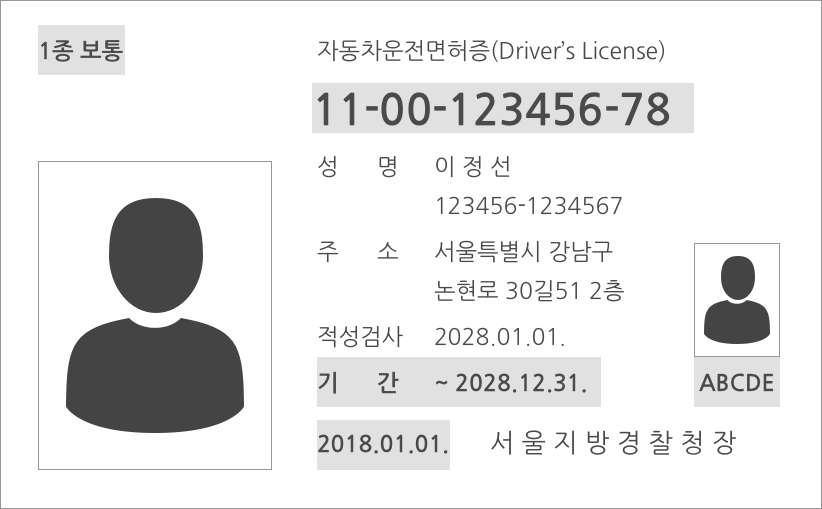 1종 보통
자동차운전면허증(Driver’s License)
11-00-123456-78
성 명 이 정 선
123456-1234567
주 소 서울특별시 강남구
논현로 30길51 2층
적성검사 2028.01.01.
기 간 ~ 2028.12.31.
ABCDE
2018.01.01. 서 울 지 방 경 찰 청 장